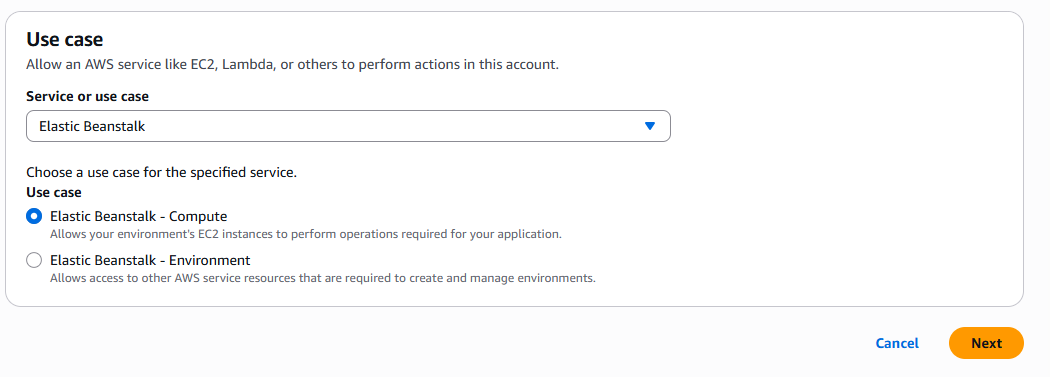 Use case
Allow an AWS service like EC2, Lambda, or others to perform actions in this account.
Service or use case
Elastic Beanstalk
Choose a use case for the specified service.
Use case
Elastic Beanstalk - Compute
Allows your environment's EC2 instances to perform operations required for your application.
Elastic Beanstalk - Environment
Allows access to other AWS service resources that are required to create and manage environments.
Cancel
Next